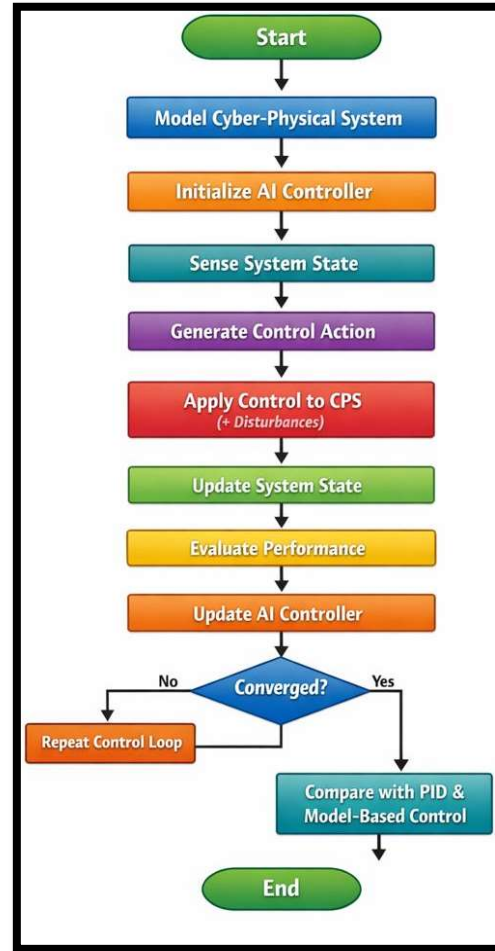 Start
Model Cyber-Physical System
Initialize AI Controller
Sense System State
Generate Control Action
Apply Control to CPS
(+ Disturbances)
Update System State
Evaluate Performance
Update AI Controller
No
Converged?
Yes
Repeat Control Loop
Compare with PID &
Model-Based Control
End